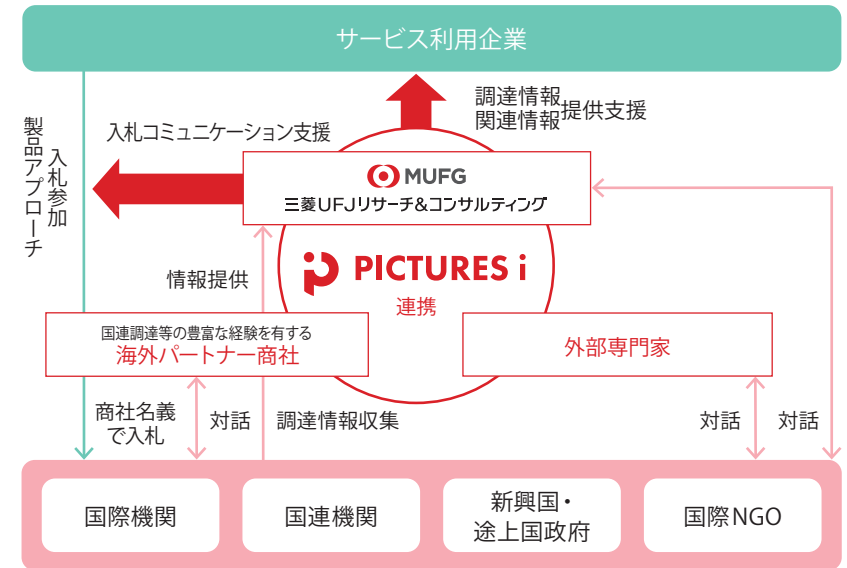 サービス利用企業
調達情報
関連情報
提供支援
入札コミュニケーション支援
入札参加
製品アプローチ
MUFG
三菱UFJリサーチ&コンサルティング
PICTURES i
連携
情報提供
国連調達等の豊富な経験を有する
海外パートナー商社
外部専門家
商社名義
で入札
対話
調達情報収集
対話
対話
国際機関
国連機関
新興国・
途上国政府
国際NGO